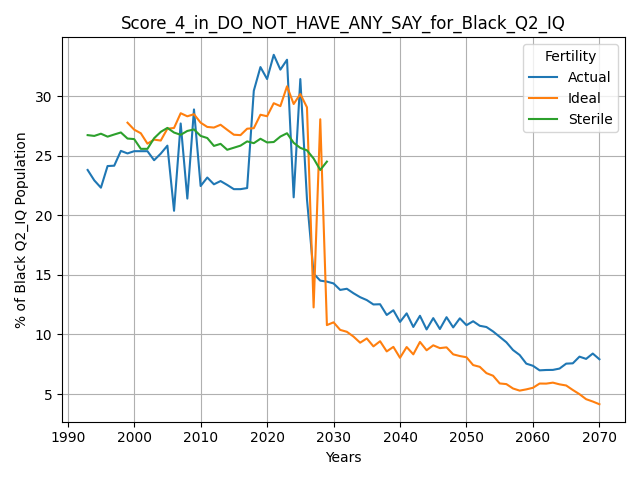 Score_4_in_DO_NOT_HAVE_ANY_SAY_for_Black_Q2_IQ
Fertility
Actual
Ideal
Sterile
% of Black Q2_IQ Population
30
25
20
15
10
5
1990 2000 2010 2020 2030 2040 2050 2060 2070
Years